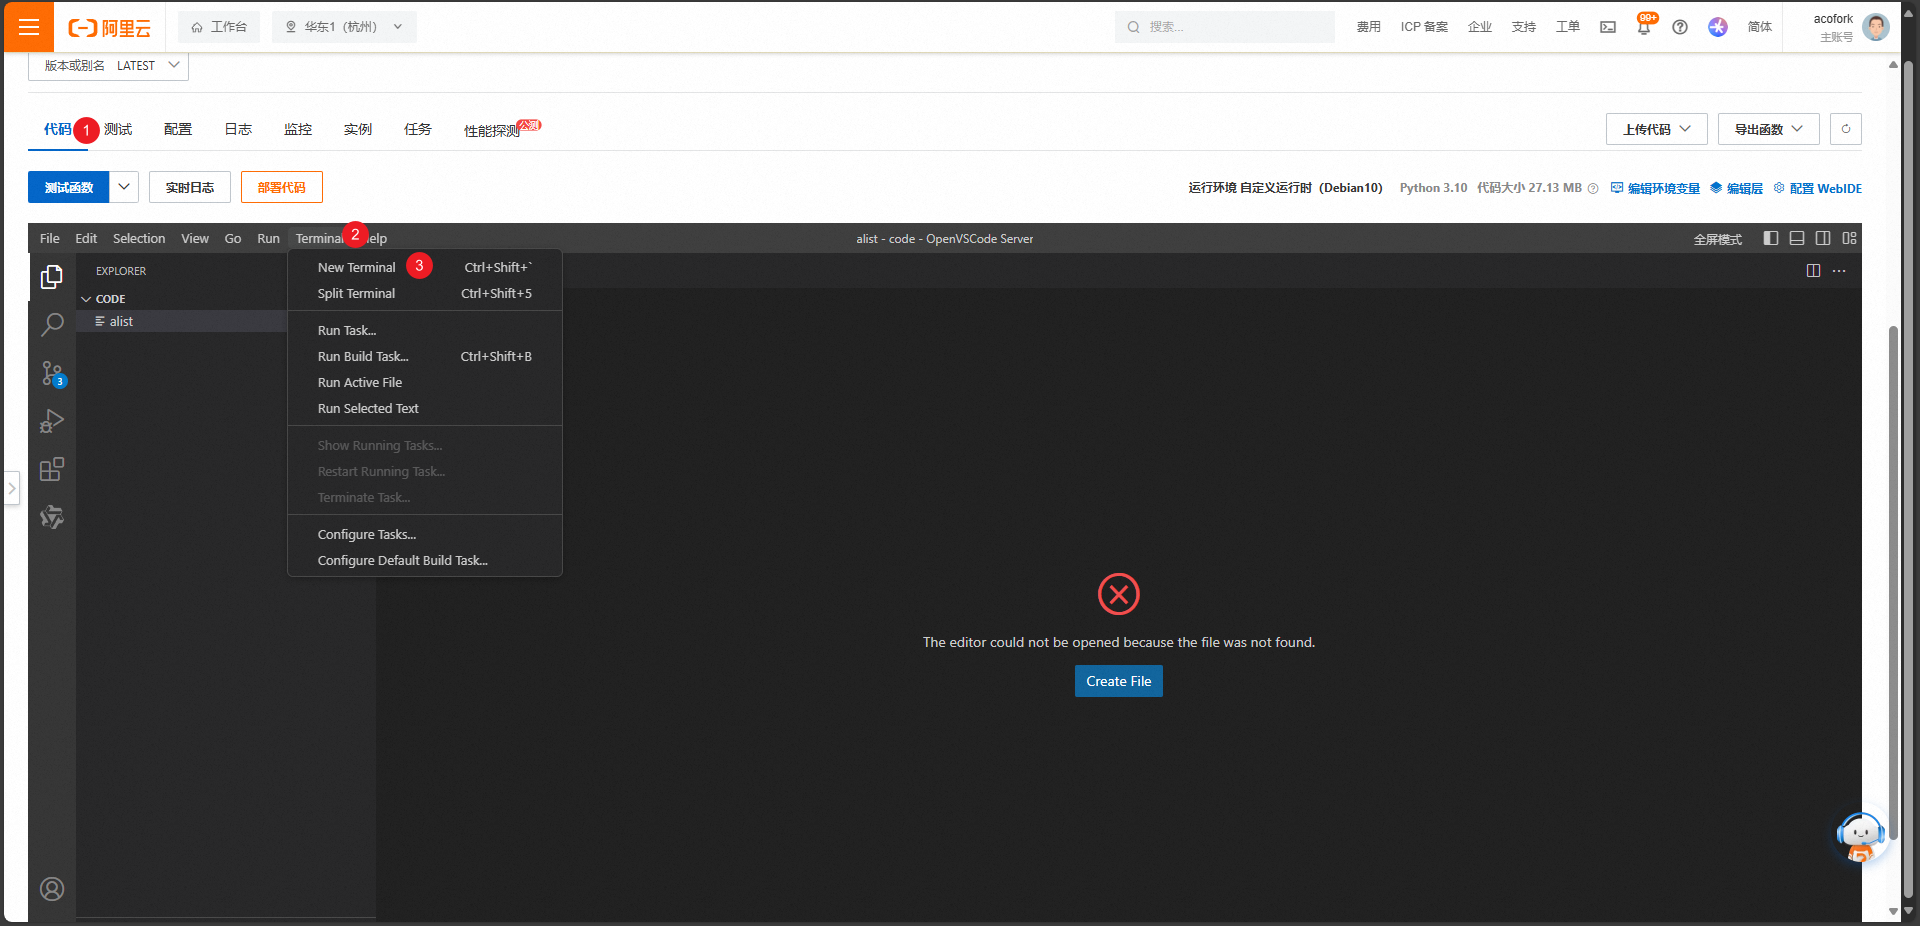 阿里云
工作台
华东1（杭州）
搜索...
费用
ICP 备案
企业
支持
工单
99+
简体
acofork
主账号
版本或别名 LATEST
代码
1
测试
配置
日志
监控
实例
任务
性能探测
公测
上传代码
导出函数
测试函数
实时日志
部署代码
运行环境 自定义运行时（Debian10）
Python 3.10
代码大小 27.13 MB
编辑环境变量
编辑层
配置 WebIDE
File
Edit
Selection
View
Go
Run
Terminal
2
elp
alist - code - OpenVSCode Server
全屏模式
EXPLORER
CODE
alist
3
New Terminal
3
Ctrl+Shift+`
Split Terminal Ctrl+Shift+5
Run Task...
Run Build Task... Ctrl+Shift+B
Run Active File
Run Selected Text
Show Running Tasks...
Restart Running Task...
Terminate Task...
Configure Tasks...
Configure Default Build Task...
The editor could not be opened because the file was not found.
Create File